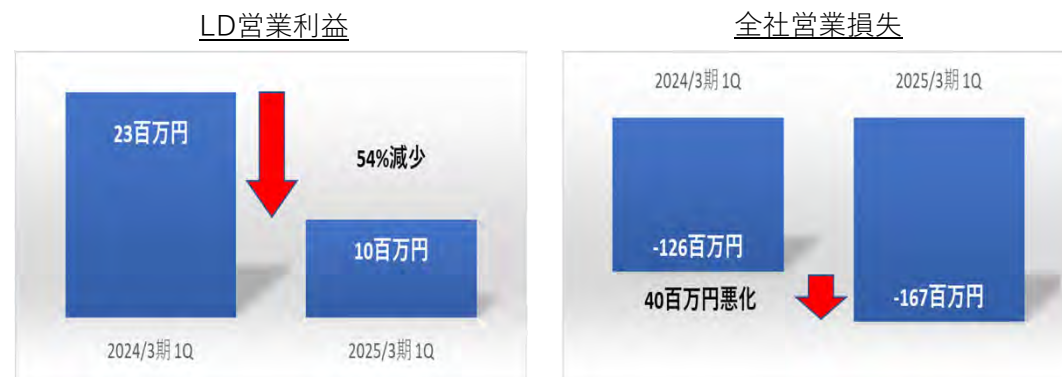 LD営業利益
23百万円
54%減少
10百万円
2024/3期 1Q
2025/3期 1Q
全社営業損失
2024/3期 1Q
2025/3期 1Q
-126百万円
40百万円悪化
-167百万円